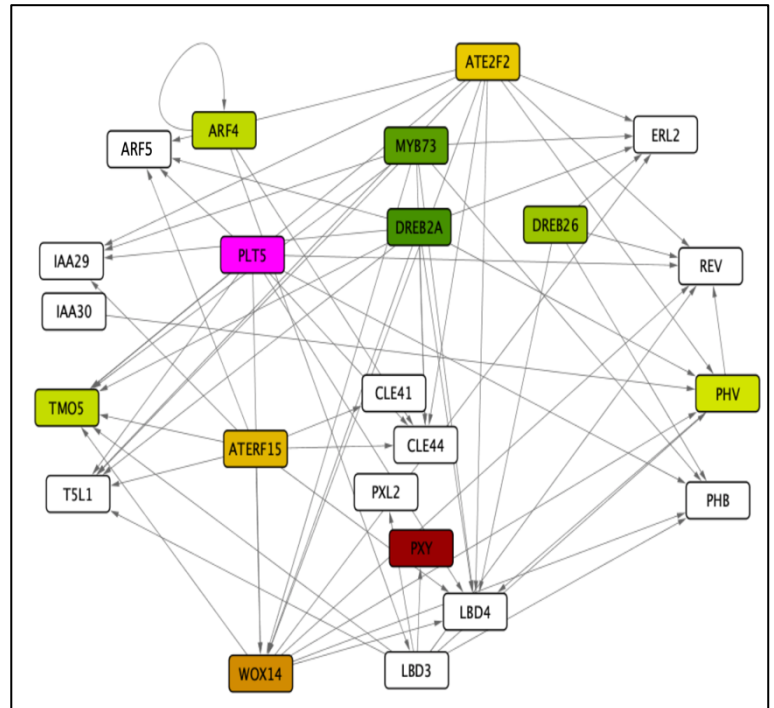 ATE2F2
ARF4
ERL2
ARF5
MYB73
DREB2A
DREB26
PLT5
IAA29
REV
IAA30
CLE41
PHV
TMO5
CLE44
ATERF15
PXL2
T5L1
PHB
PXY
LBD4
WOX14
LBD3